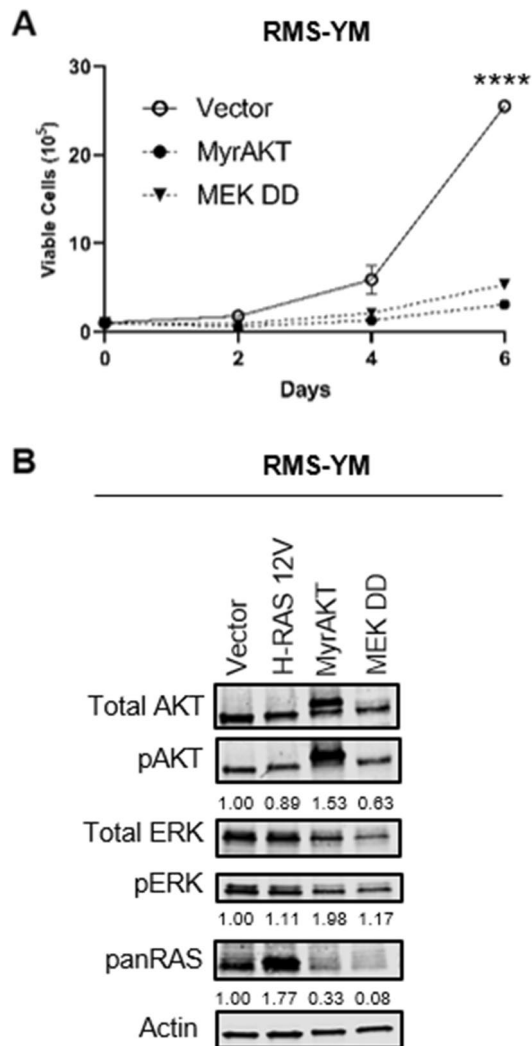 A
RMS-YM
Viable Cells (10⁵)
30
20
10
0
Vector
MyrAKT
MEK DD
****
0 2 4 6
Days
B
RMS-YM
Vector H-RAS 12V MyrAKT MEK DD
Total AKT
pAKT
1.00 0.89 1.53 0.63
Total ERK
pERK
1.00 1.11 1.98 1.17
panRAS
1.00 1.77 0.33 0.08
Actin